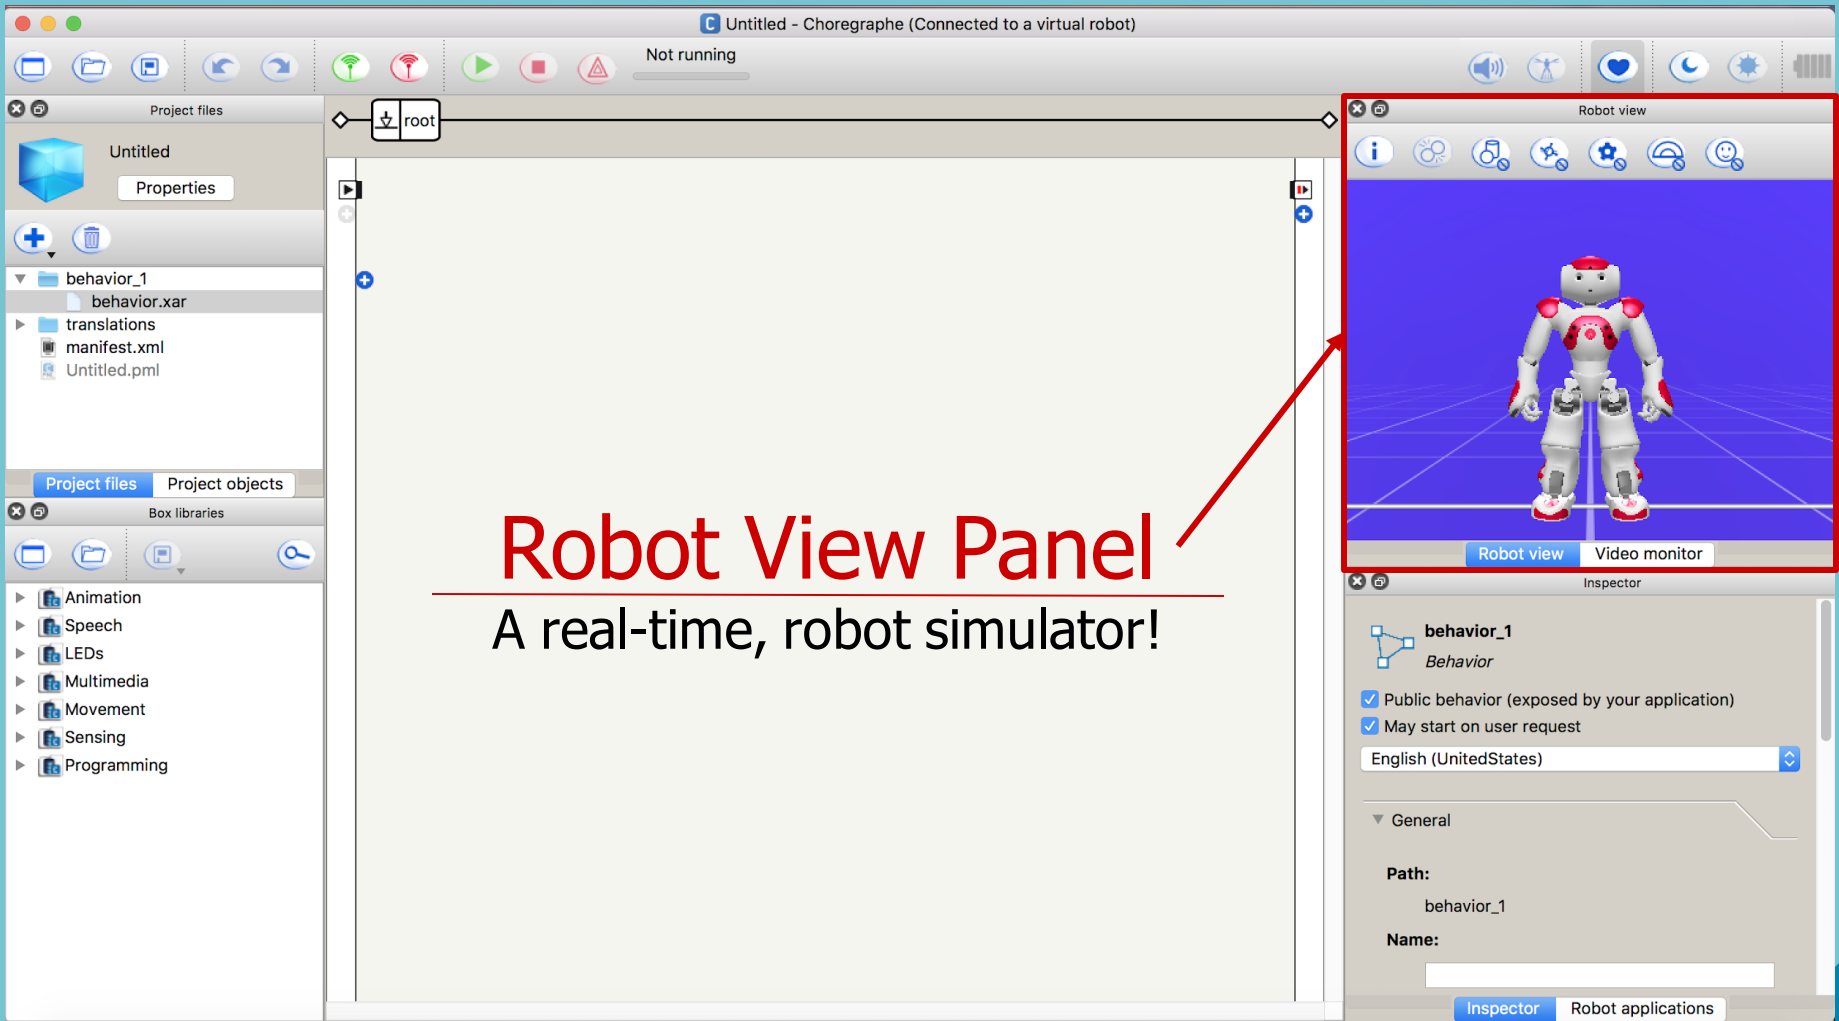 Untitled - Choregraphe (Connected to a virtual robot)
Not running
Project files
Untitled
Properties
behavior_1
behavior.xar
translations
manifest.xml
Untitled.pml
Project files
Project objects
Box libraries
Animation
Speech
LEDs
Multimedia
Movement
Sensing
Programming
root
Robot View Panel
A real-time, robot simulator!
Robot view
Robot view
Video monitor
Inspector
behavior_1
Behavior
Public behavior (exposed by your application)
May start on user request
English (UnitedStates)
General
Path:
behavior_1
Name:
Inspector
Robot applications